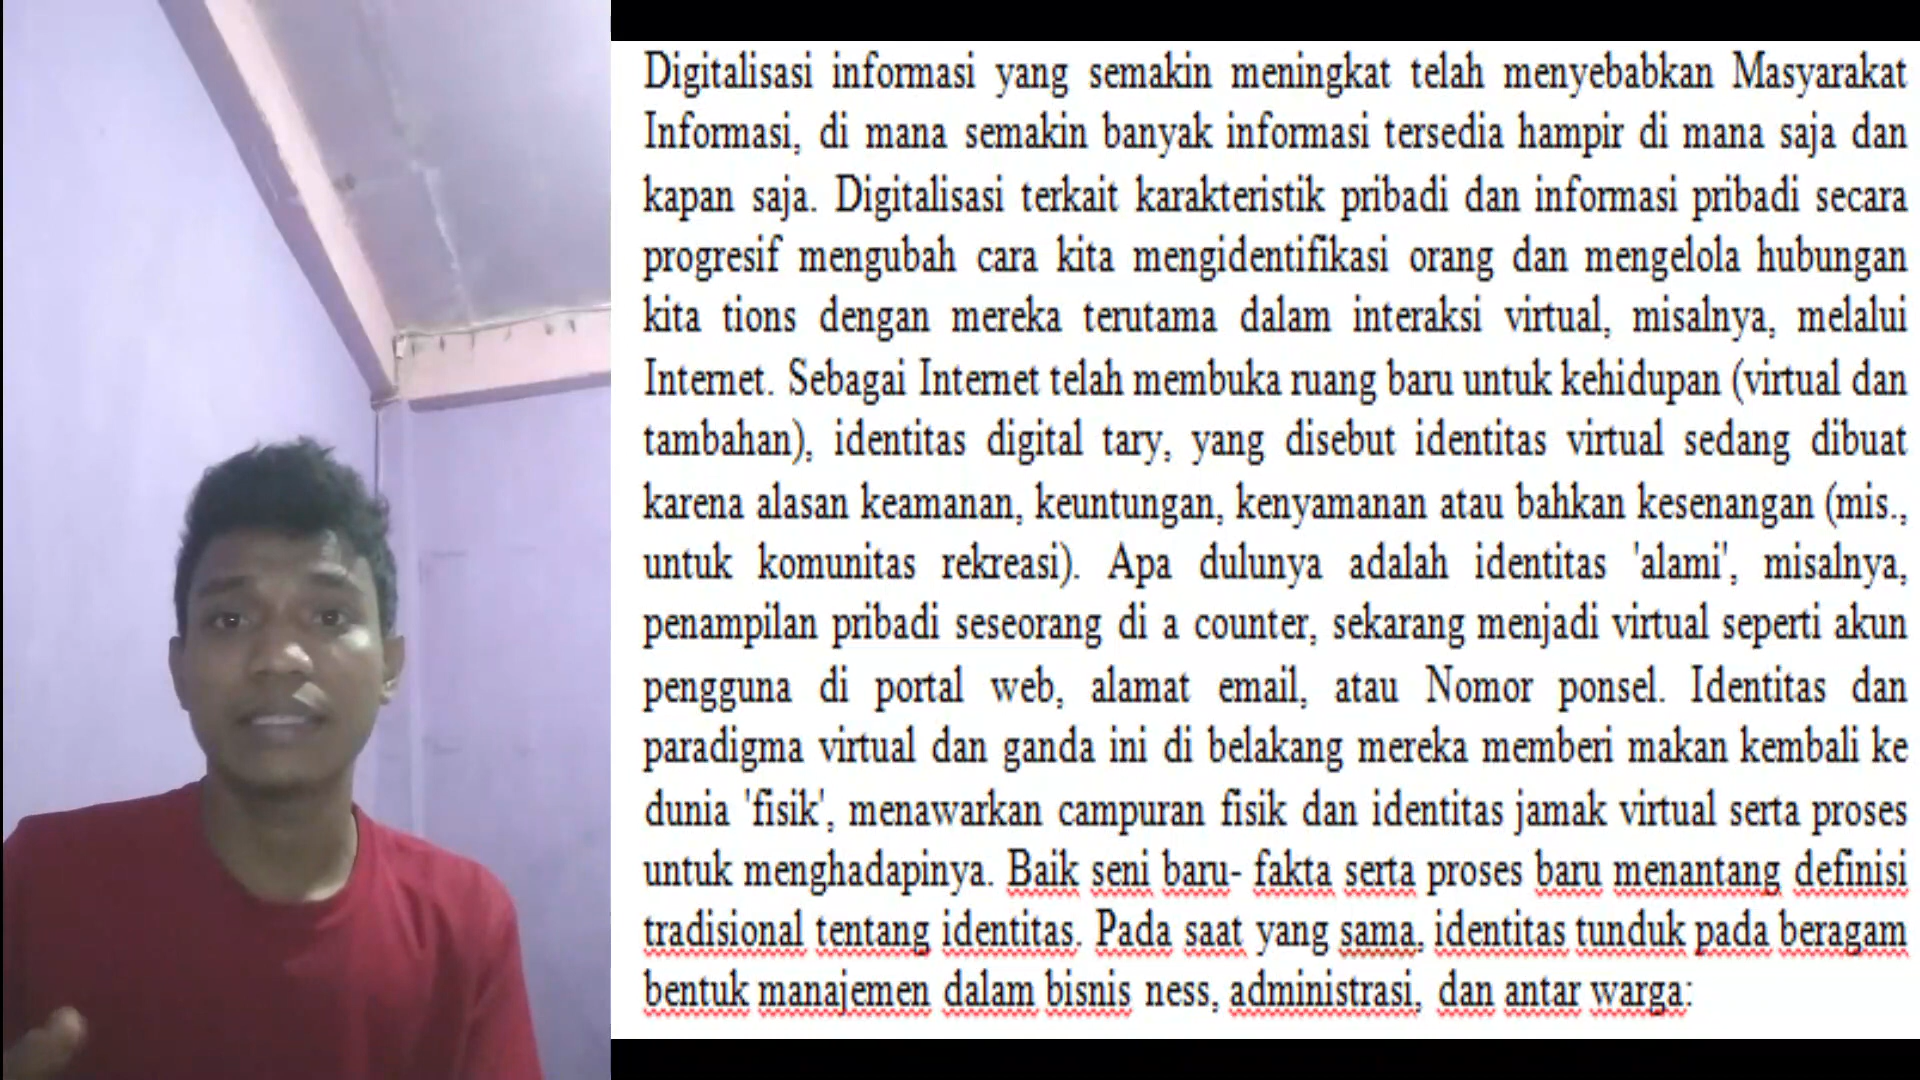 Digitalisasi informasi yang semakin meningkat telah menyebabkan Masyarakat
Informasi, di mana semakin banyak informasi tersedia hampir di mana saja dan
kapan saja. Digitalisasi terkait karakteristik pribadi dan informasi pribadi secara
progresif mengubah cara kita mengidentifikasi orang dan mengelola hubungan
kita tions dengan mereka terutama dalam interaksi virtual, misalnya, melalui
Internet. Sebagai Internet telah membuka ruang baru untuk kehidupan (virtual dan
tambahan), identitas digital tary, yang disebut identitas virtual sedang dibuat
karena alasan keamanan, keuntungan, kenyamanan atau bahkan kesenangan (mis.,
untuk komunitas rekreasi). Apa dulunya adalah identitas 'alami', misalnya,
penampilan pribadi seseorang di a counter, sekarang menjadi virtual seperti akun
pengguna di portal web, alamat email, atau Nomor ponsel. Identitas dan
paradigma virtual dan ganda ini di belakang mereka memberi makan kembali ke
dunia 'fisik', menawarkan campuran fisik dan identitas jamak virtual serta proses
untuk menghadapinya. Baik seni baru- fakta serta proses baru menantang definisi
tradisional tentang identitas. Pada saat yang sama, identitas tunduk pada beragam
bentuk manajemen dalam bisnis ness, administrasi, dan antar warga: